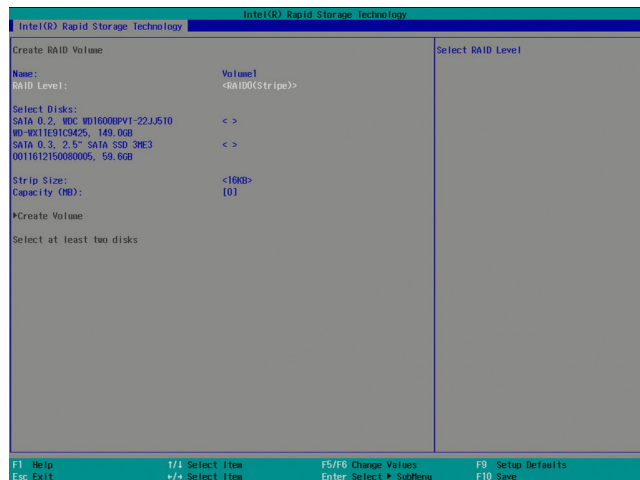 Intel(R) Rapid Storage Technology
Intel(R) Rapid Storage Technology
Create RAID Volume
Select RAID Level
Name: Volume1
RAID Level: <RAID0(Stripe)>
Select Disks:
SATA 0.2, WDC WD1600BPVT-22JJ5T0 < >
WD-WX11E91C9425, 149.0GB
SATA 0.3, 2.5" SATA SSD 3ME3 < >
0011612150080005, 59.6GB
Strip Size: <16KB>
Capacity (MB): [0]
▶Create Volume
Select at least two disks
F1 Help ↑/↓ Select Item F5/F6 Change Values F9 Setup Defaults
Esc Exit ←/→ Select Item Enter Select ▶ SubMenu F10 Save